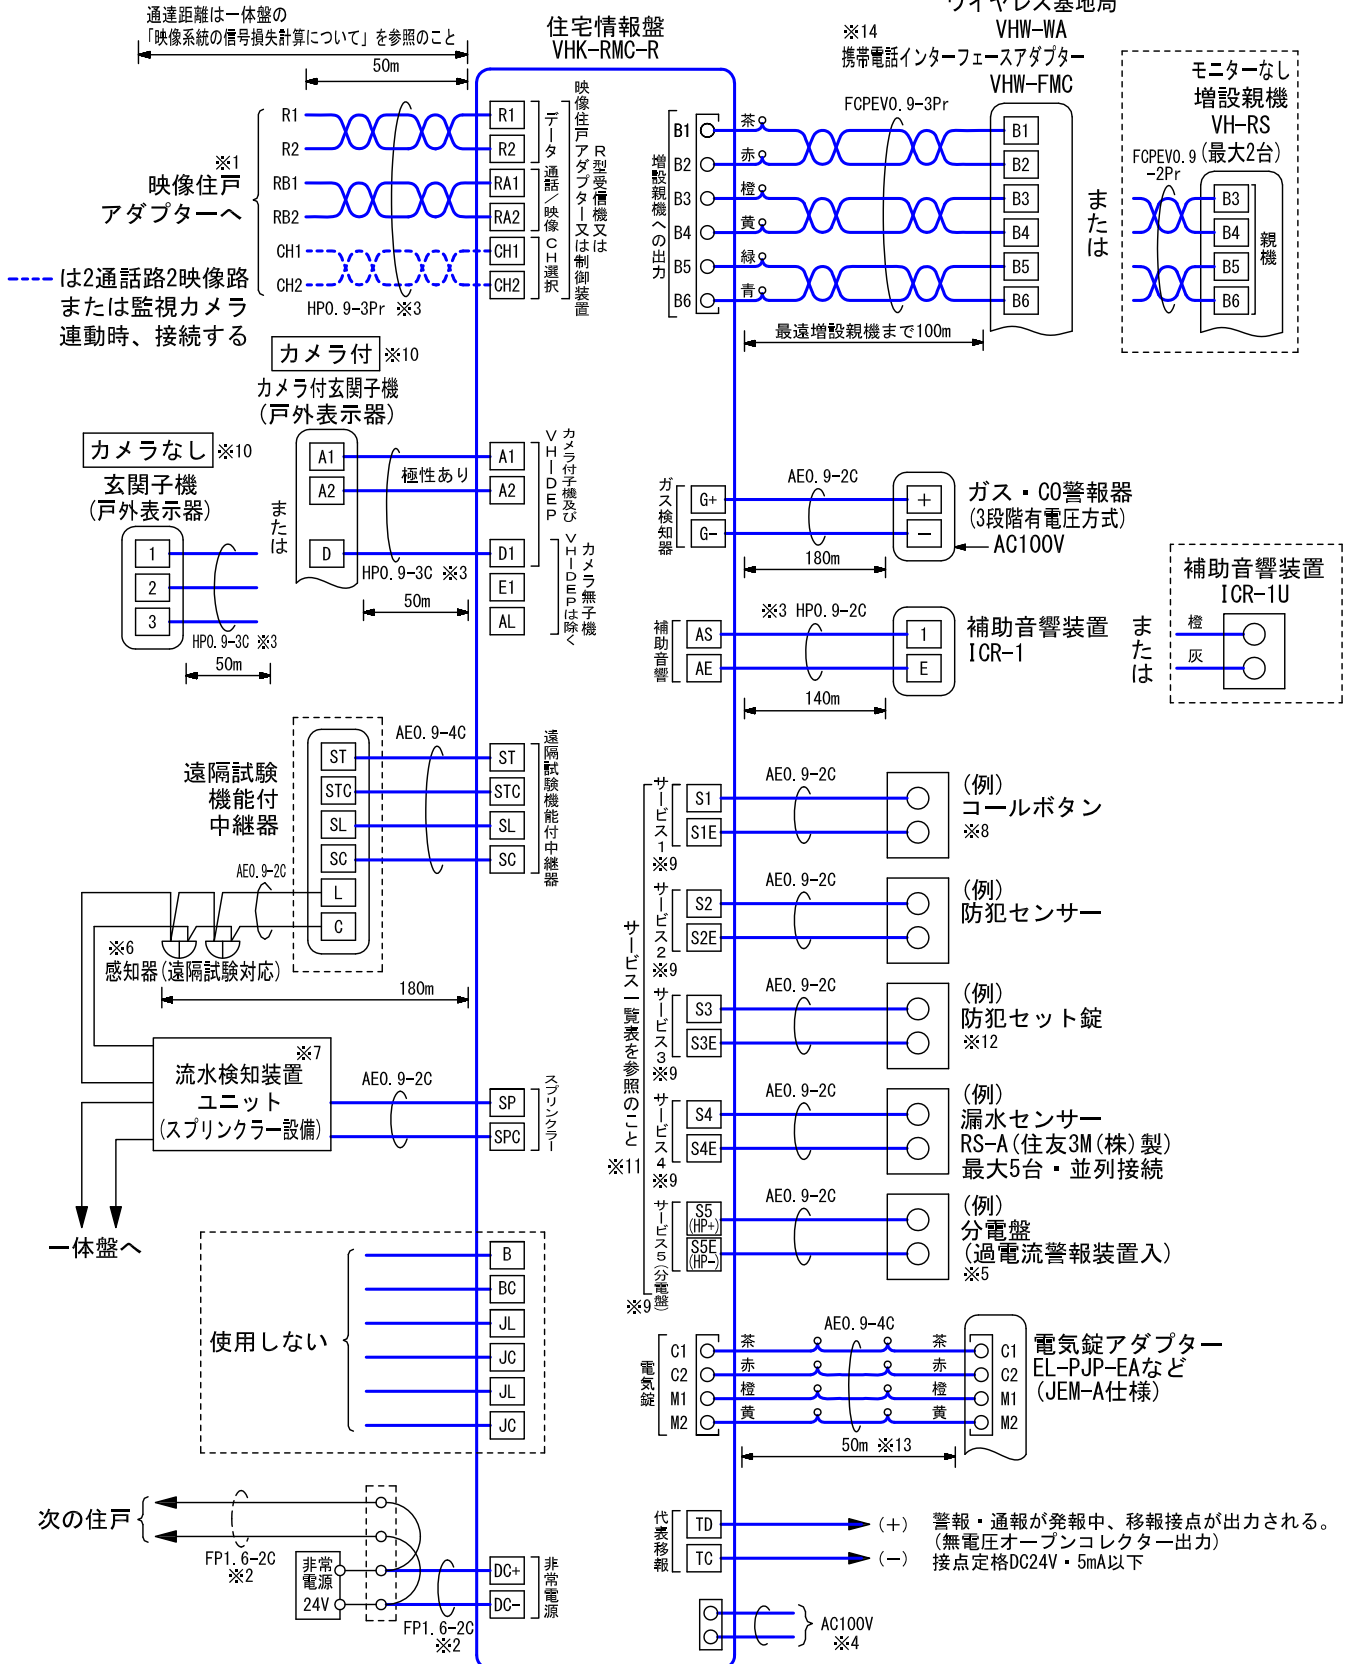 通達距離は一体盤の
「映像系統の信号損失計算について」を参照のこと
50m
住宅情報盤
VHK-RMC-R
※1
映像住戸
アダプターへ
R1
R2
RB1
RB2
CH1
CH2
HP0.9-3Pr ※3
R1
R2
RA1
RA2
CH1
CH2
データ
通話/映像
CH選択
映像住戸アダプター又は制御装置
R型受信機又は
は2通話路2映像路
または監視カメラ
連動時、接続する
カメラ付 ※10
カメラ付玄関子機
(戸外表示器)
A1
A2
D
極性あり
HP0.9-3C ※3
50m
または
カメラなし ※10
玄関子機
(戸外表示器)
1
2
3
HP0.9-3C ※3
50m
A1
A2
D1
E1
AL
カメラ付子機及び
VH-DEP
カメラ無子機
VH-DEPは除く
遠隔試験
機能付
中継器
ST
STC
SL
SC
L
C
AE0.9-4C
AE0.9-2C
ST
STC
SL
SC
遠隔試験機能付中継器
※6
感知器(遠隔試験対応)
180m
※7
流水検知装置
ユニット
(スプリンクラー設備)
AE0.9-2C
SP
SPC
スプリンクラー
一体盤へ
使用しない
B
BC
JL
JC
JL
JC
次の住戸
FP1.6-2C
※2
非常
電源
24V
DC+
DC-
非常電源
FP1.6-2C
※2
ワイヤレス基地局
VHW-WA
※14
携帯電話インターフェースアダプター
VHW-FMC
FCPEV0.9-3Pr
増設親機への出力
B1
B2
B3
B4
B5
B6
茶
赤
橙
黄
緑
青
B1
B2
B3
B4
B5
B6
最遠増設親機まで100m
または
モニターなし
増設親機
VH-RS
(最大2台)
FCPEV0.9
-2Pr
B3
B4
B5
B6
親機
ガス検知器
G+
G-
AE0.9-2C
180m
+
-
ガス・CO警報器
(3段階有電圧方式)
AC100V
補助音響
AS
AE
※3 HP0.9-2C
140m
1
E
補助音響装置
ICR-1
または
補助音響装置
ICR-1U
橙
灰
サービス一覧表を参照のこと
※11
サービス1
※9
S1
S1E
AE0.9-2C
(例)
コールボタン
※8
サービス2
※9
S2
S2E
AE0.9-2C
(例)
防犯センサー
サービス3
※9
S3
S3E
AE0.9-2C
(例)
防犯セット錠
※12
サービス4
※9
S4
S4E
AE0.9-2C
(例)
漏水センサー
RS-A(住友3M(株)製)
最大5台・並列接続
サービス5(分電盤)
※9
S5
(HP+)
S5E
(HP-)
AE0.9-2C
(例)
分電盤
(過電流警報装置入)
※5
電気錠
C1
C2
M1
M2
茶
赤
橙
黄
AE0.9-4C
茶
赤
橙
黄
C1
C2
M1
M2
50m ※13
電気錠アダプター
EL-PJP-EAなど
(JEM-A仕様)
代表移報
TD
TC
(+)
(-)
警報・通報が発報中、移報接点が出力される。
(無電圧オープンコレクター出力)
接点定格DC24V・5mA以下
AC100V
※4